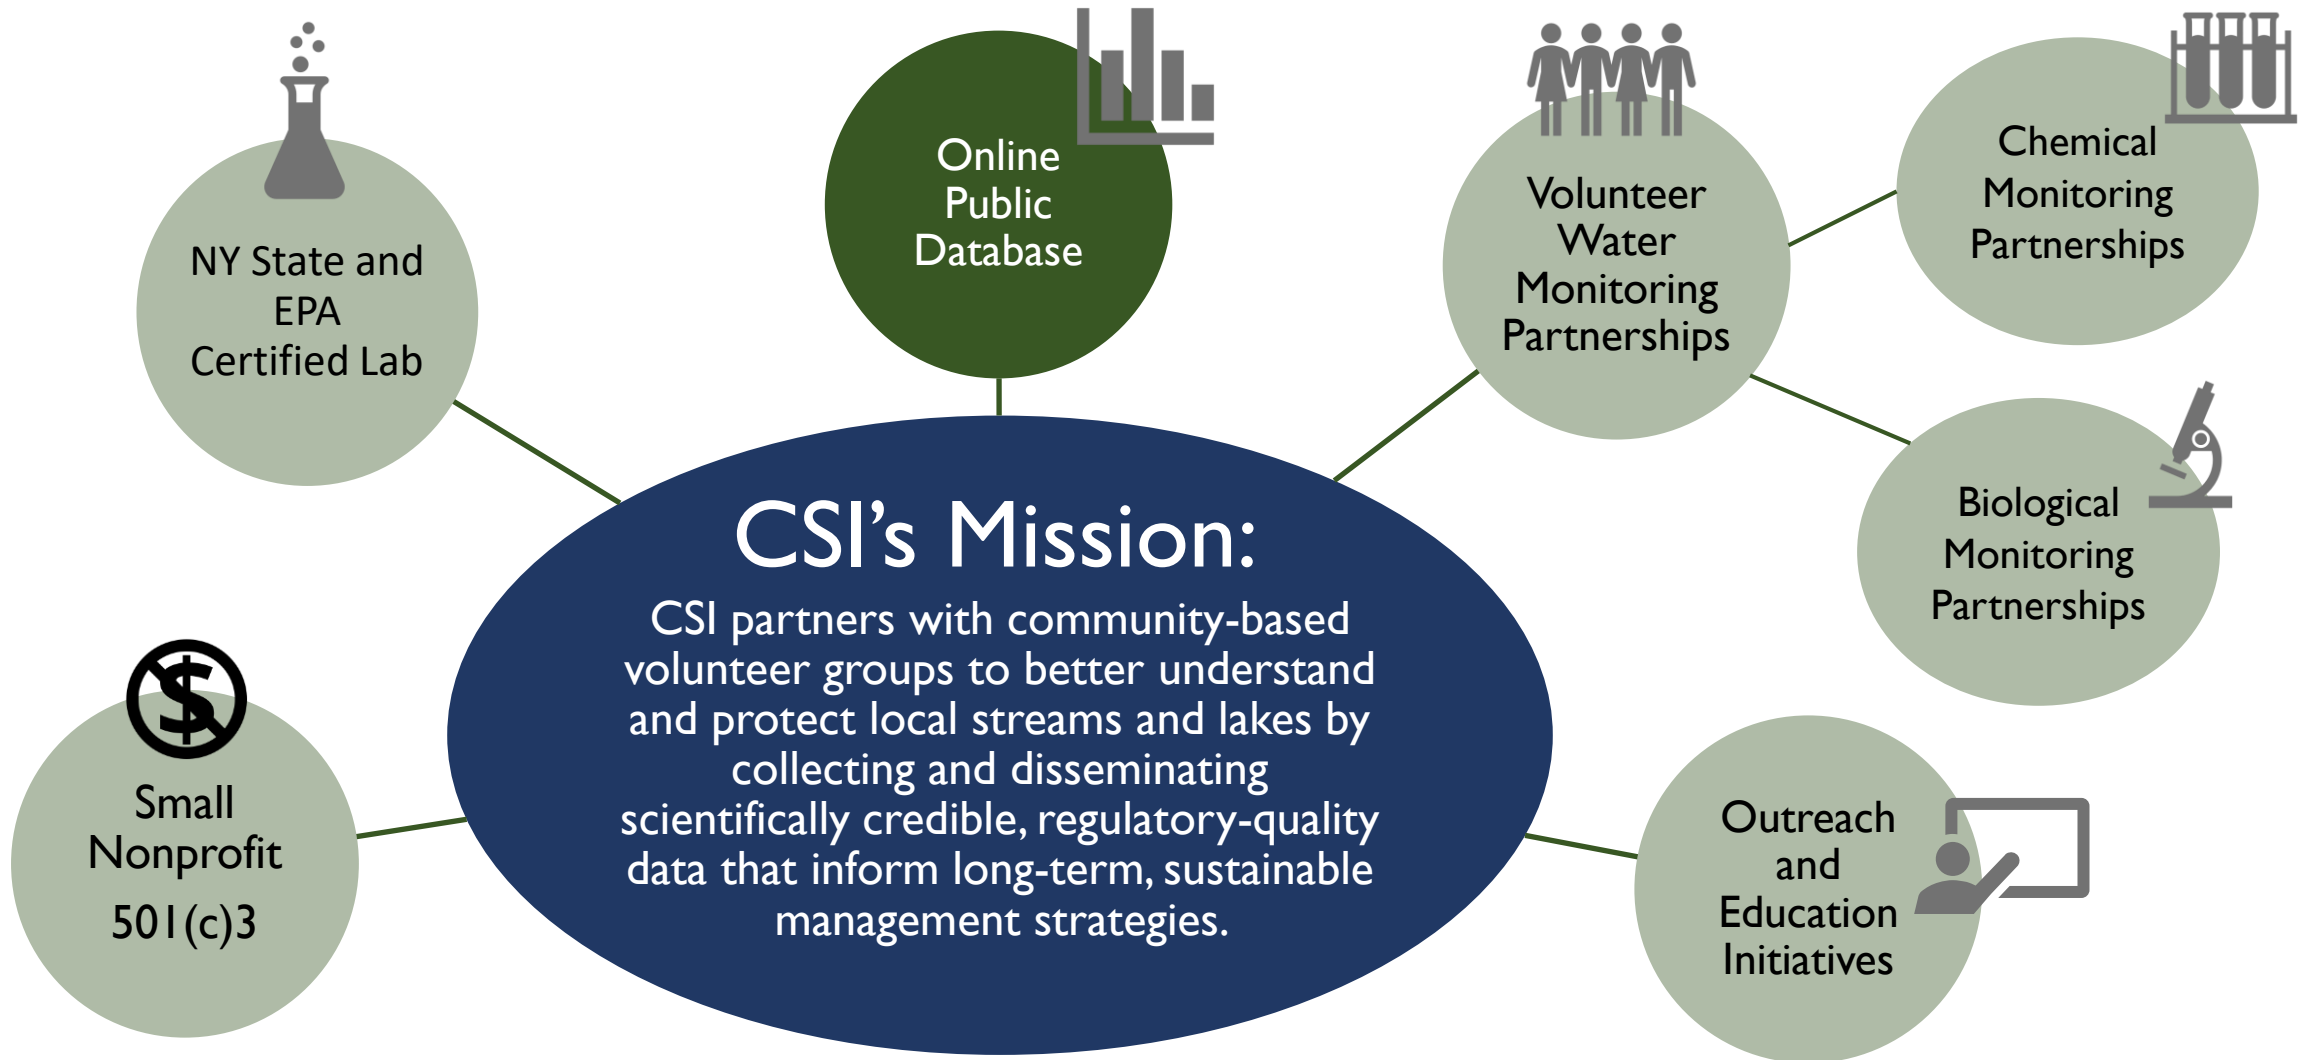 NY State and
EPA
Certified Lab
Online
Public
Database
Volunteer
Water
Monitoring
Partnerships
Chemical
Monitoring
Partnerships
Biological
Monitoring
Partnerships
CSI’s Mission:
CSI partners with community-based
volunteer groups to better understand
and protect local streams and lakes by
collecting and disseminating
scientifically credible, regulatory-quality
data that inform long-term, sustainable
management strategies.
$
Small
Nonprofit
501(c)3
Outreach
and
Education
Initiatives